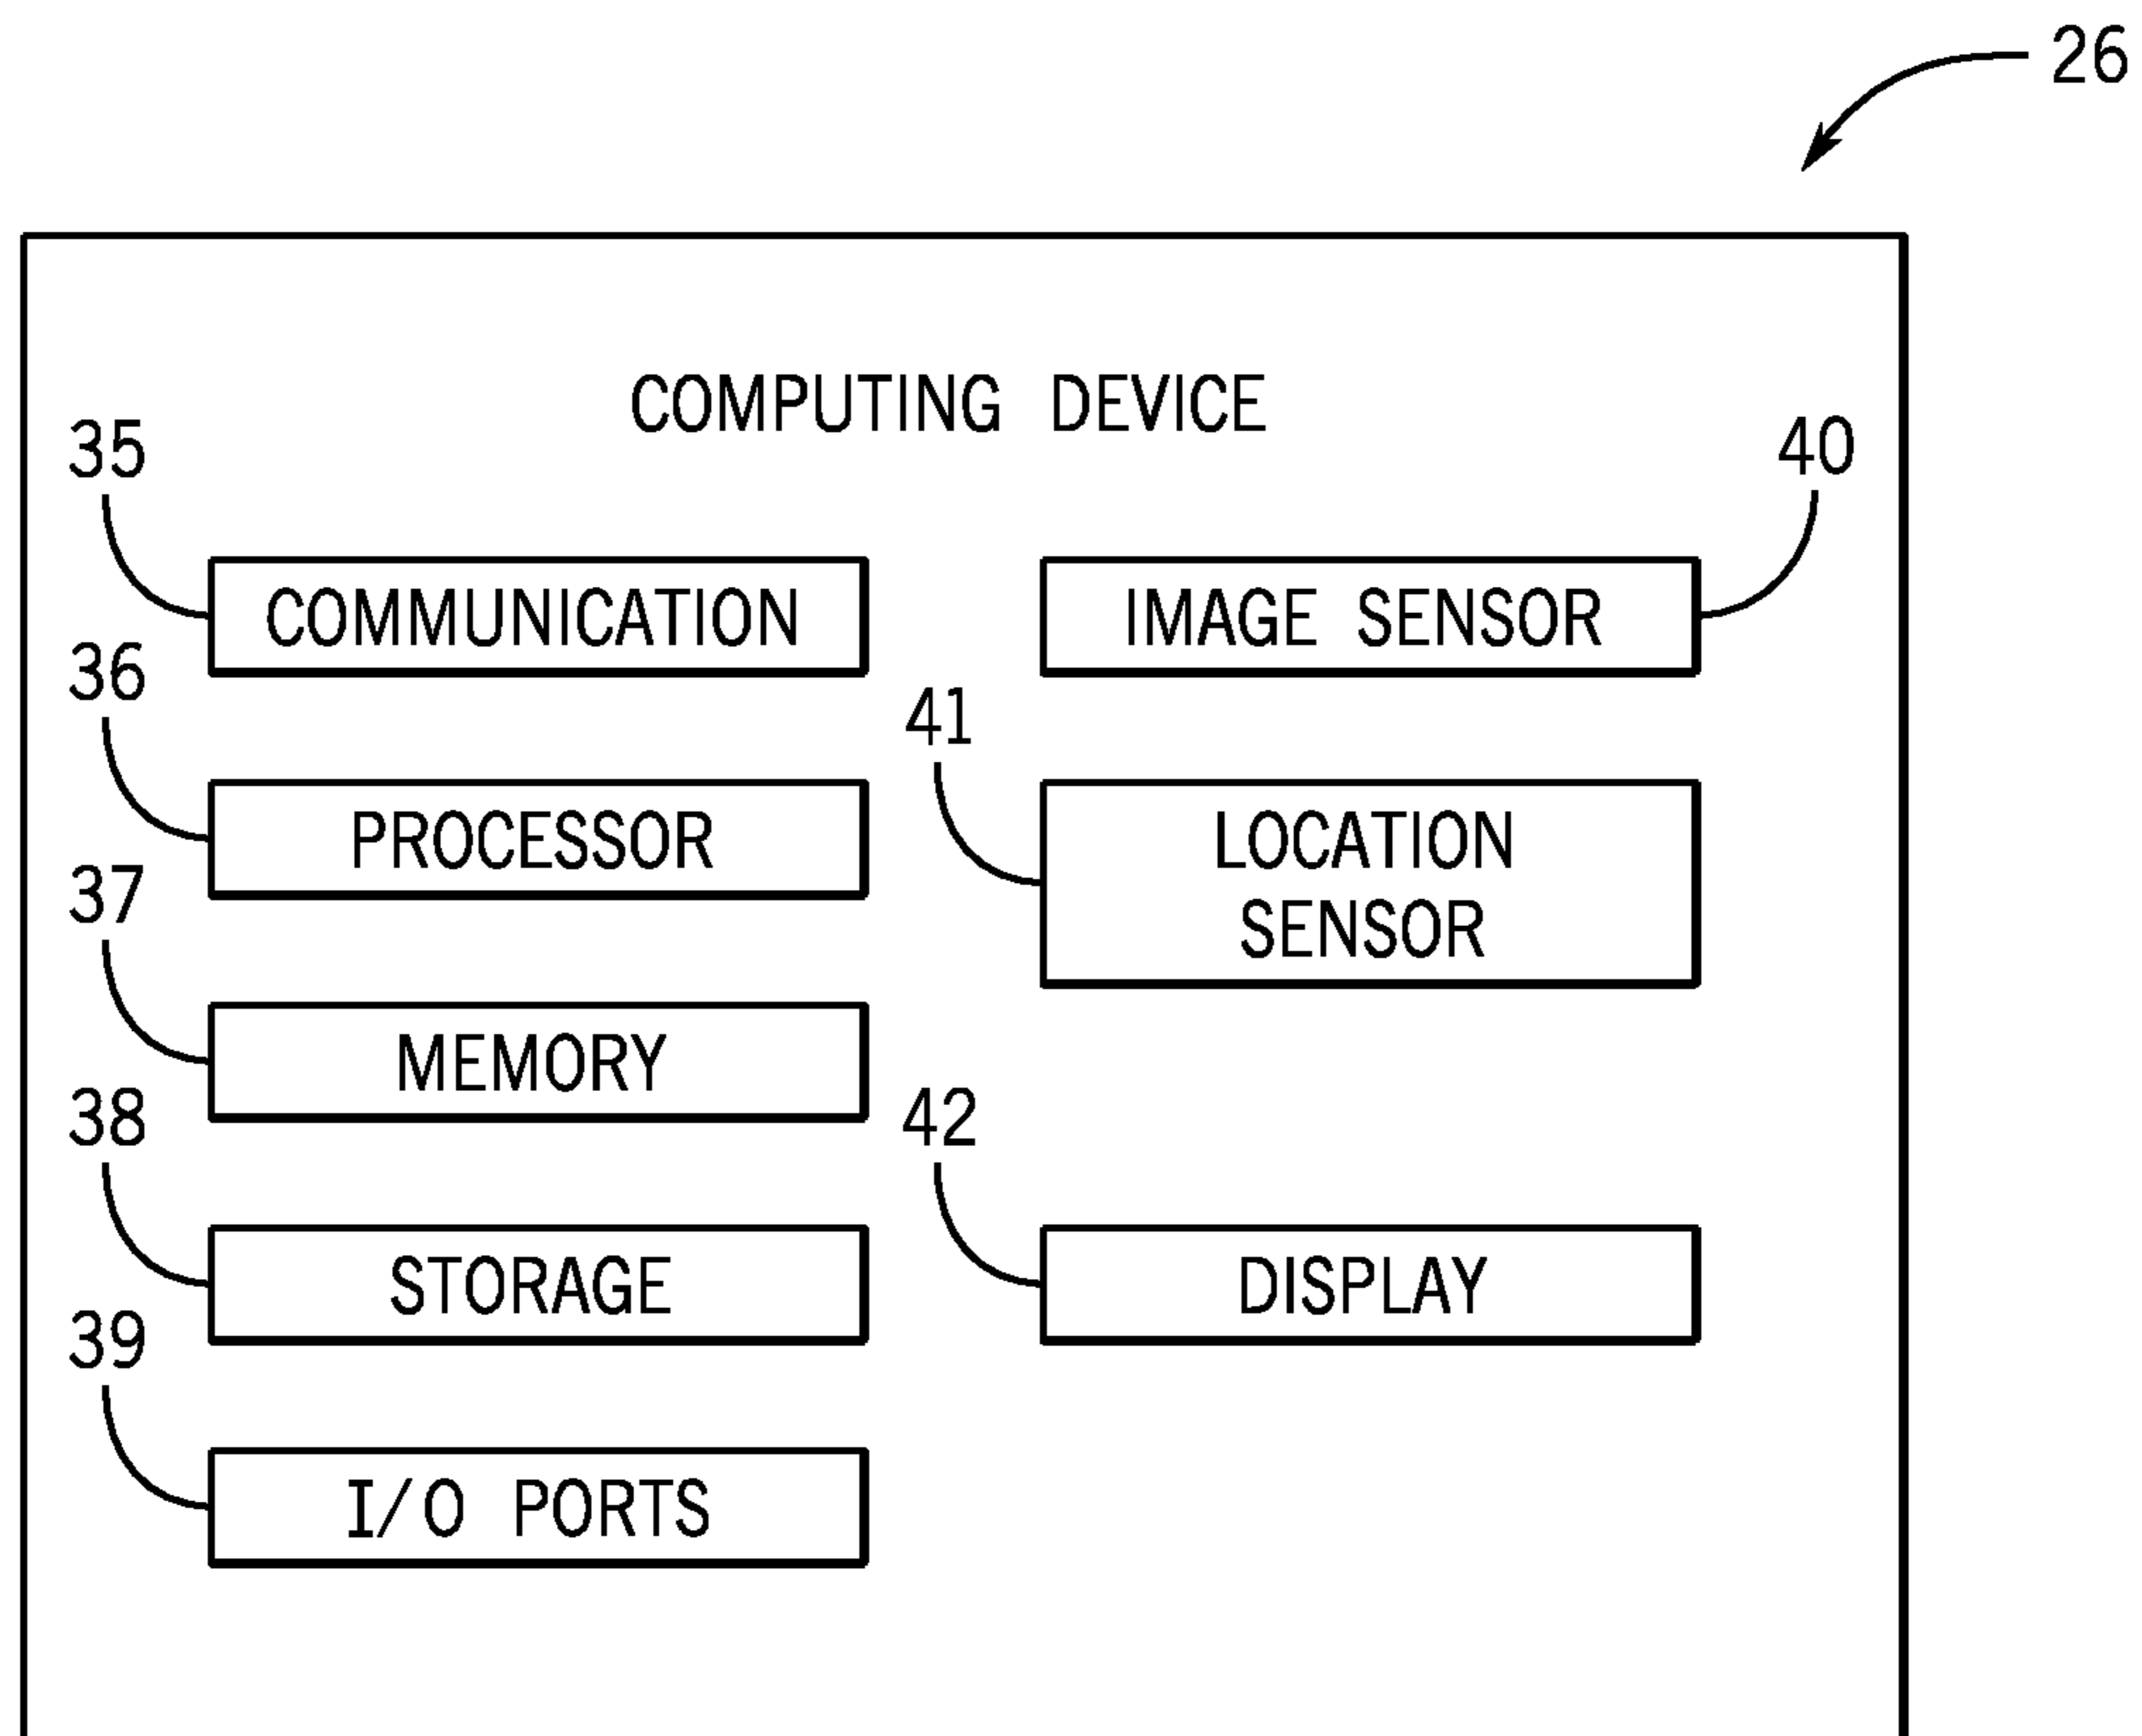 26
COMPUTING DEVICE
35
40
COMMUNICATION
IMAGE SENSOR
36
41
PROCESSOR
LOCATION
SENSOR
37
MEMORY
38
42
STORAGE
DISPLAY
39
I/O PORTS